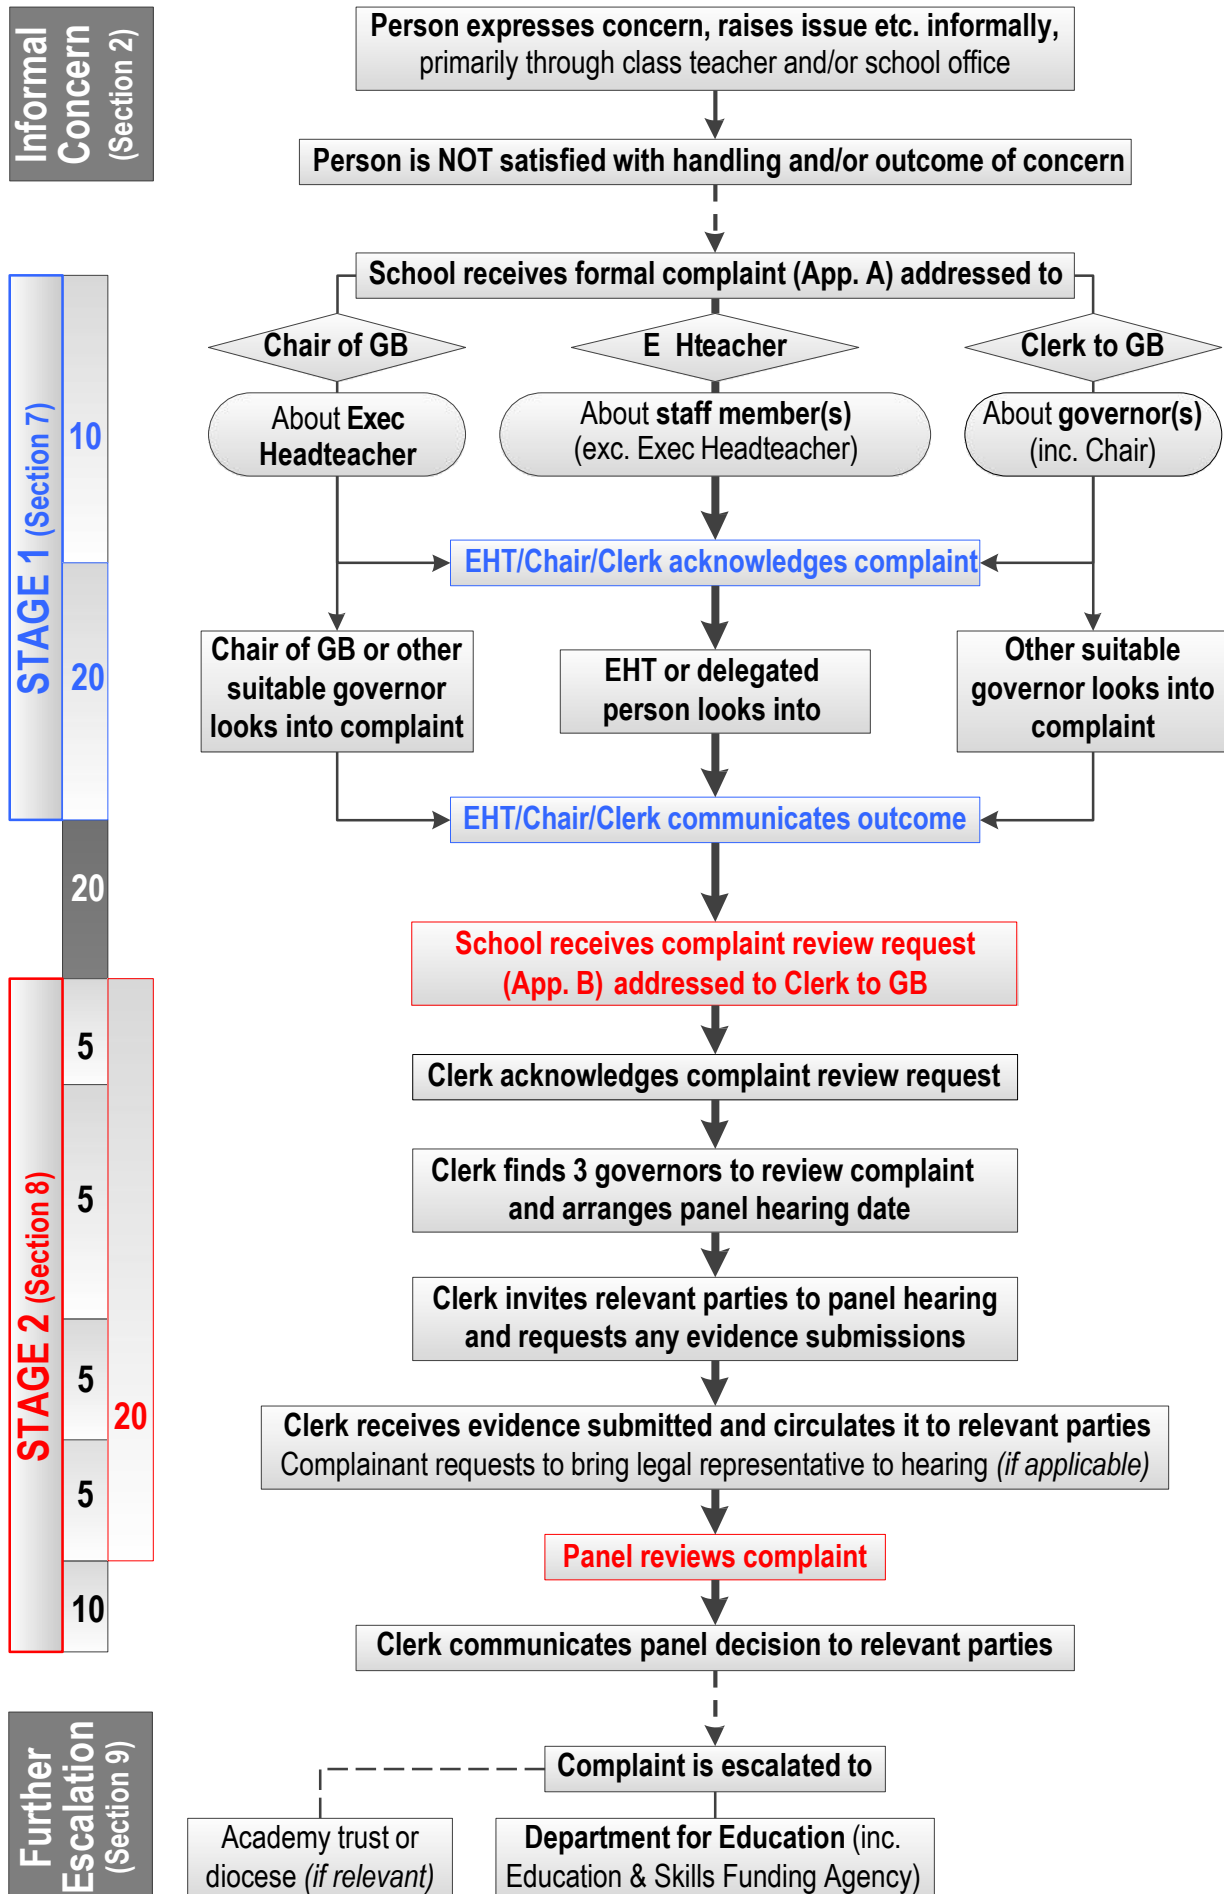 Informal
Concern
(Section 2)
Person expresses concern, raises issue etc. informally,
primarily through class teacher and/or school office
Person is NOT satisfied with handling and/or outcome of concern
STAGE 1 (Section 7)
10
20
School receives formal complaint (App. A) addressed to
Chair of GB
E Hteacher
Clerk to GB
About Exec
Headteacher
About staff member(s)
(exc. Exec Headteacher)
About governor(s)
(inc. Chair)
EHT/Chair/Clerk acknowledges complaint
Chair of GB or other
suitable governor
looks into complaint
EHT or delegated
person looks into
Other suitable
governor looks into
complaint
EHT/Chair/Clerk communicates outcome
20
School receives complaint review request
(App. B) addressed to Clerk to GB
STAGE 2 (Section 8)
5
5
5
5
20
10
Clerk acknowledges complaint review request
Clerk finds 3 governors to review complaint
and arranges panel hearing date
Clerk invites relevant parties to panel hearing
and requests any evidence submissions
Clerk receives evidence submitted and circulates it to relevant parties
Complainant requests to bring legal representative to hearing (if applicable)
Panel reviews complaint
Clerk communicates panel decision to relevant parties
Further
Escalation
(Section 9)
Complaint is escalated to
Academy trust or
diocese (if relevant)
Department for Education (inc.
Education & Skills Funding Agency)